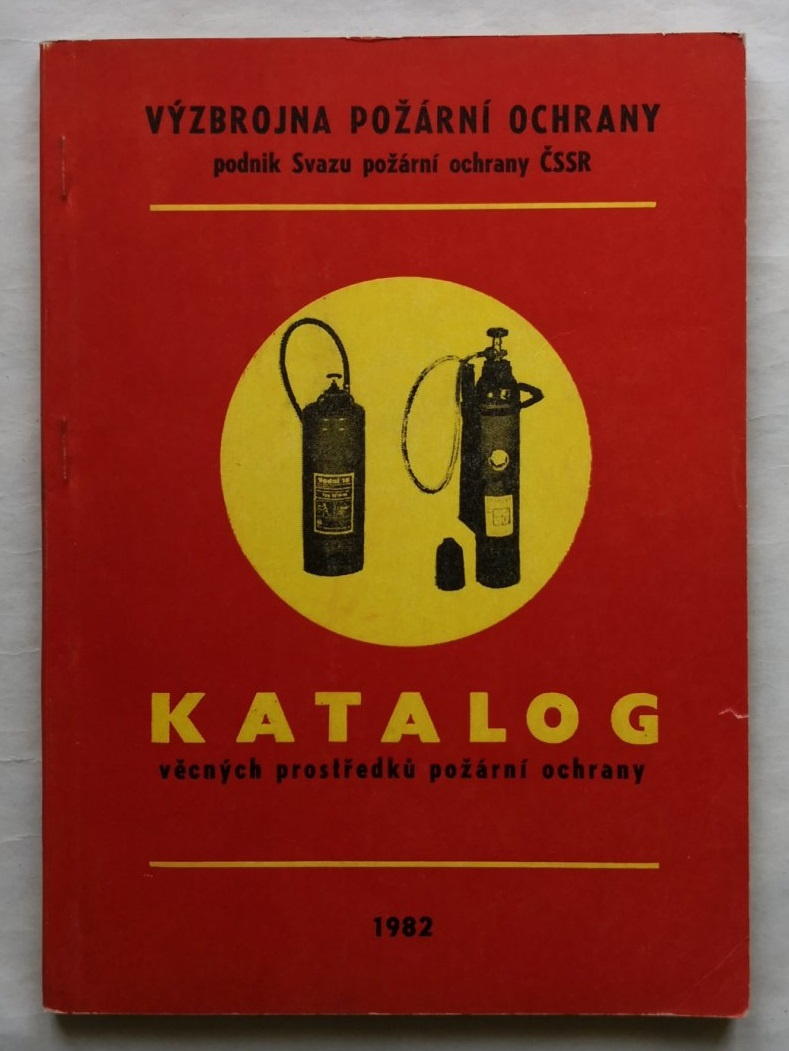 VÝZBROJNA POŽÁRNÍ OCHRANY
podnik Svazu požární ochrany ČSSR
KATALOG
věcných prostředků požární ochrany
1982